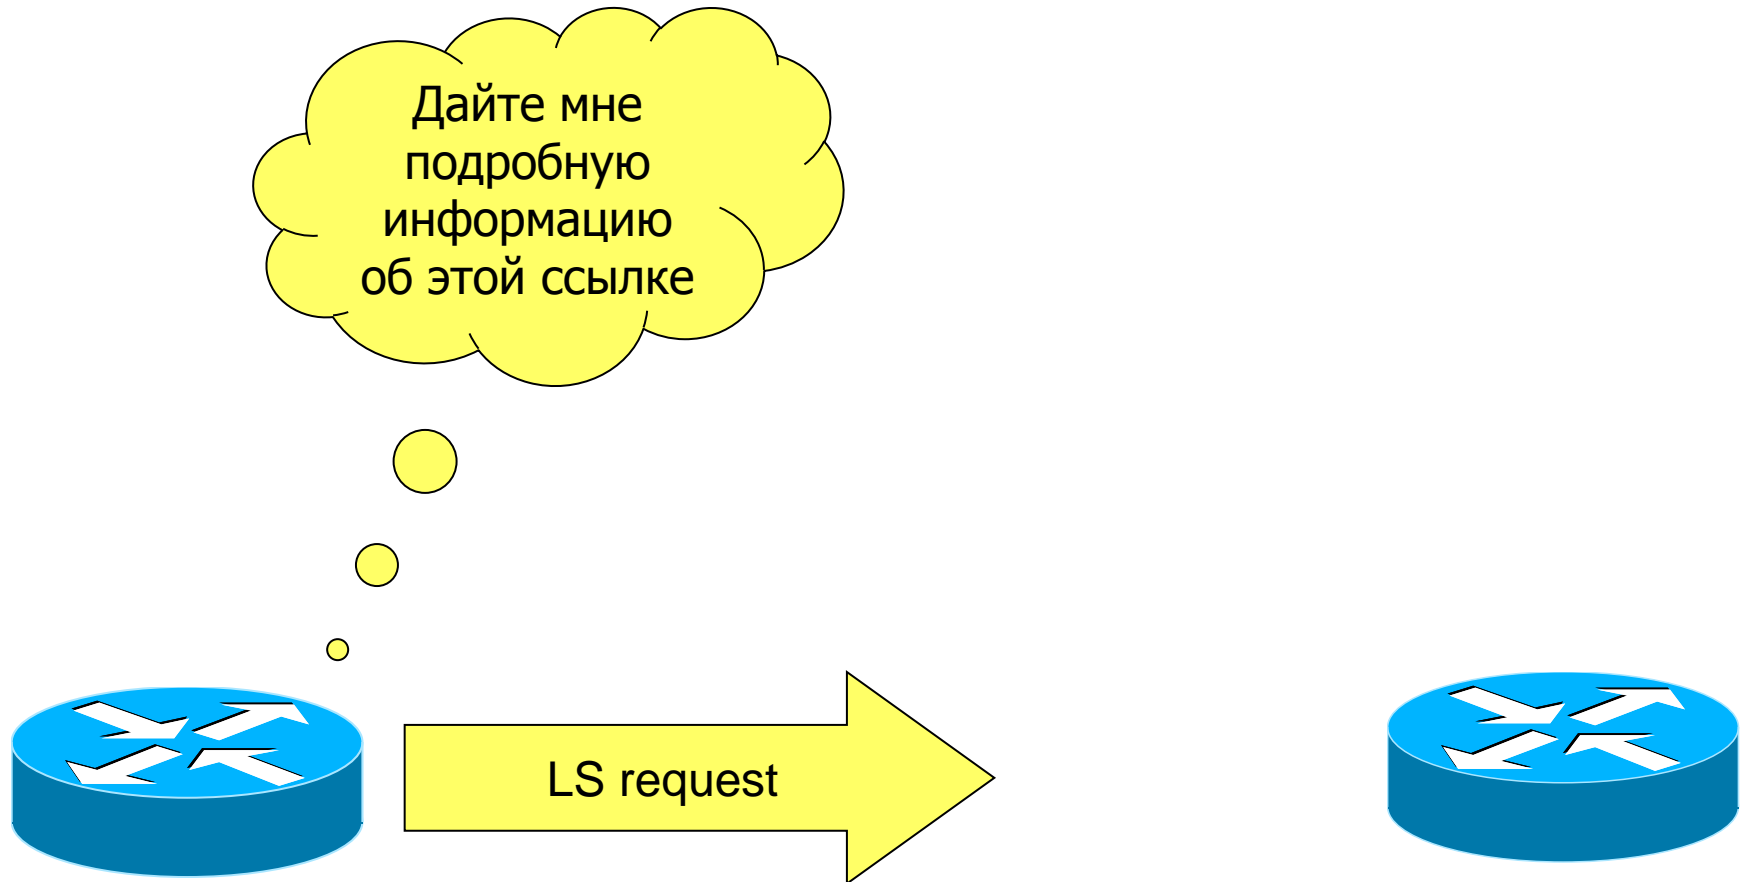 Дайте мне
подробную
информацию
об этой ссылке
LS request